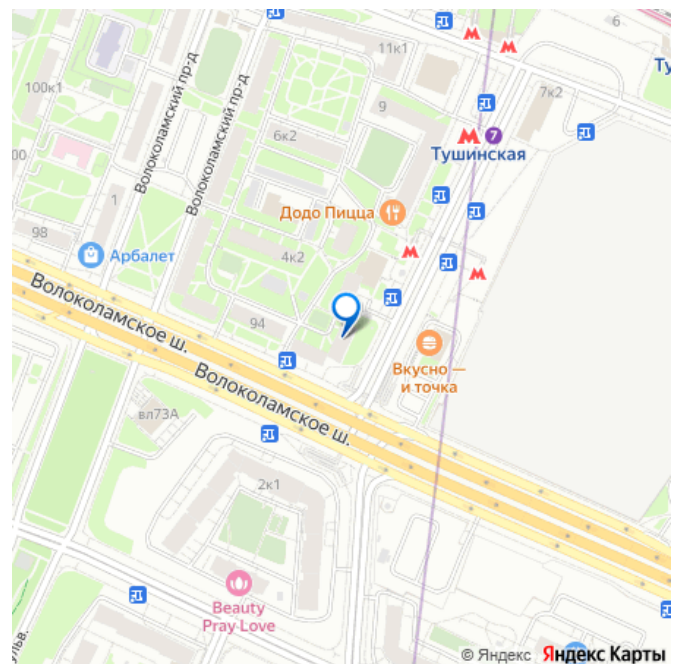 11к1
6
Ту
100к1
Волоколамский пр-д
Волоколамский пр-д
9
7к2
6к2
7
Тушинская
00
1
Додо Пицца
98
Арбалет
4к2
94
Волоколамское ш.
Вкусно —
и точка
Волоколамское ш.
вл73А
2к1
Beauty
Pray Love
ульв.
© Яндекс Яндекс Карты